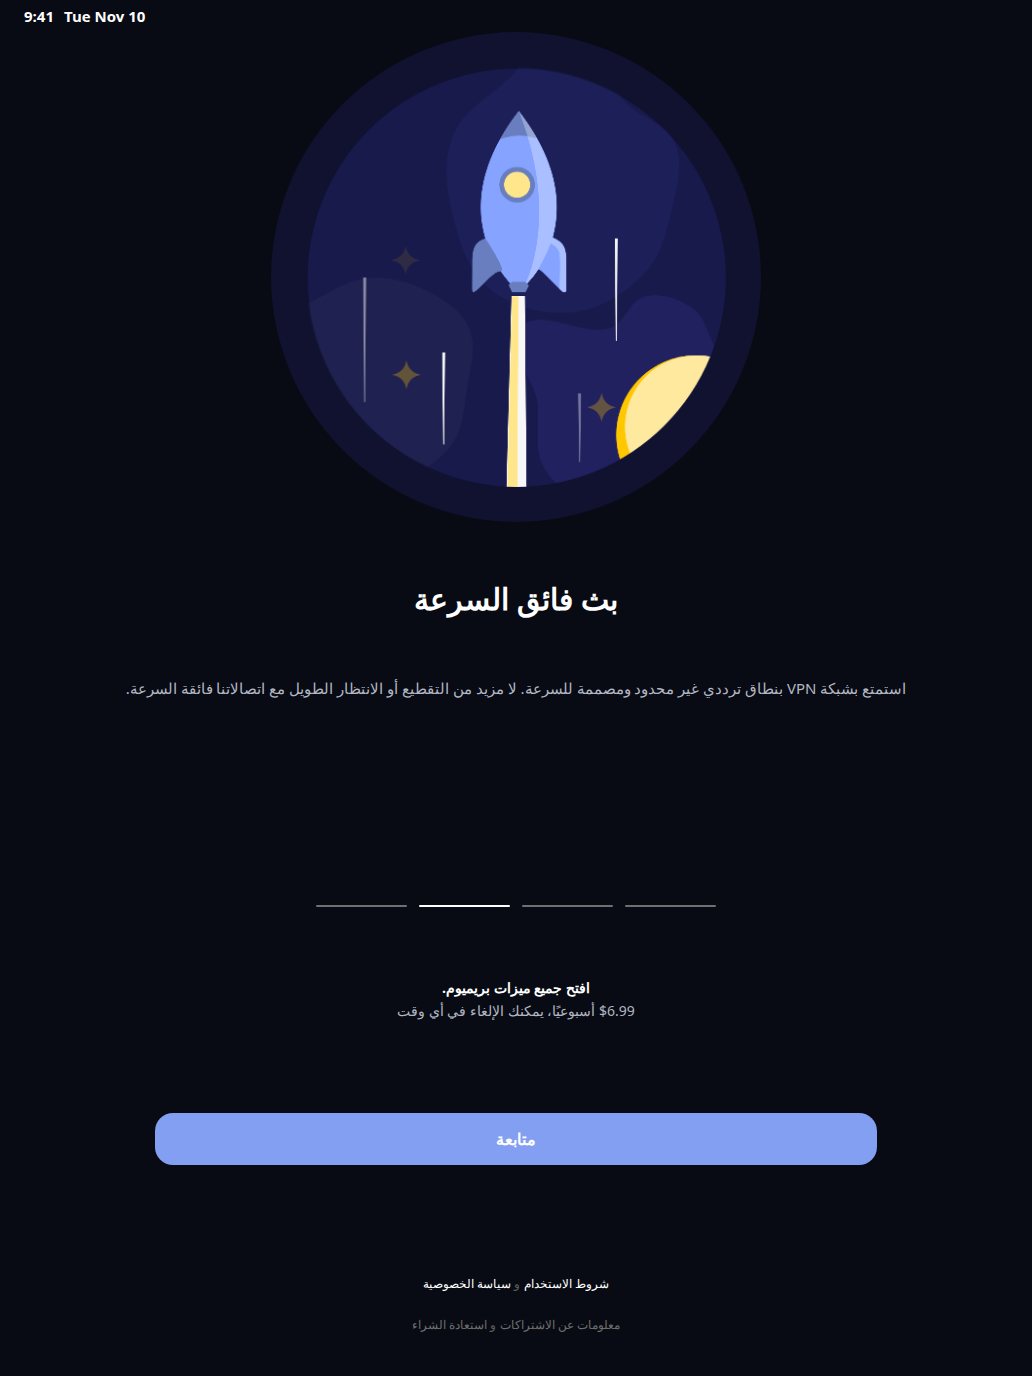 9:41 Tue Nov 10
بث فائق السرعة
استمتع بشبكة VPN بنطاق ترددي غير محدود ومصممة للسرعة. لا مزيد من التقطيع أو الانتظار الطويل مع اتصالاتنا فائقة السرعة.
افتح جميع ميزات بريميوم.
$6.99 أسبوعيًا، يمكنك الإلغاء في أي وقت
متابعة
شروط الاستخدام و سياسة الخصوصية
معلومات عن الاشتراكات و استعادة الشراء